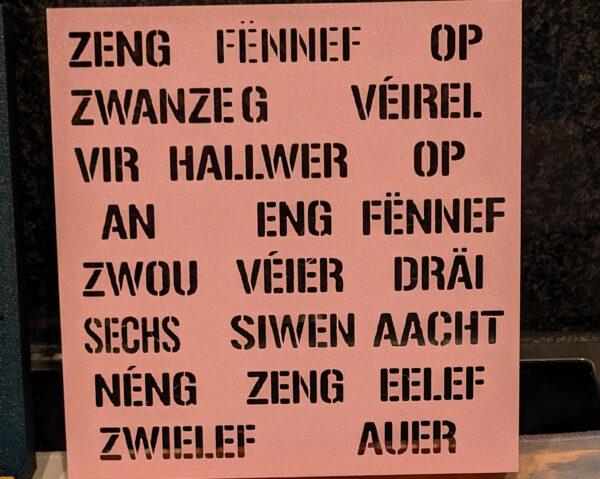 ZENG FËNNEF OP
ZWANZEG VÉIREL
VIR HALLWER OP
AN ENG FËNNEF
ZWOU VÉIER DRÄI
SECHS SIWEN AACHT
NÉNG ZENG EELEF
ZWIELEF AUER